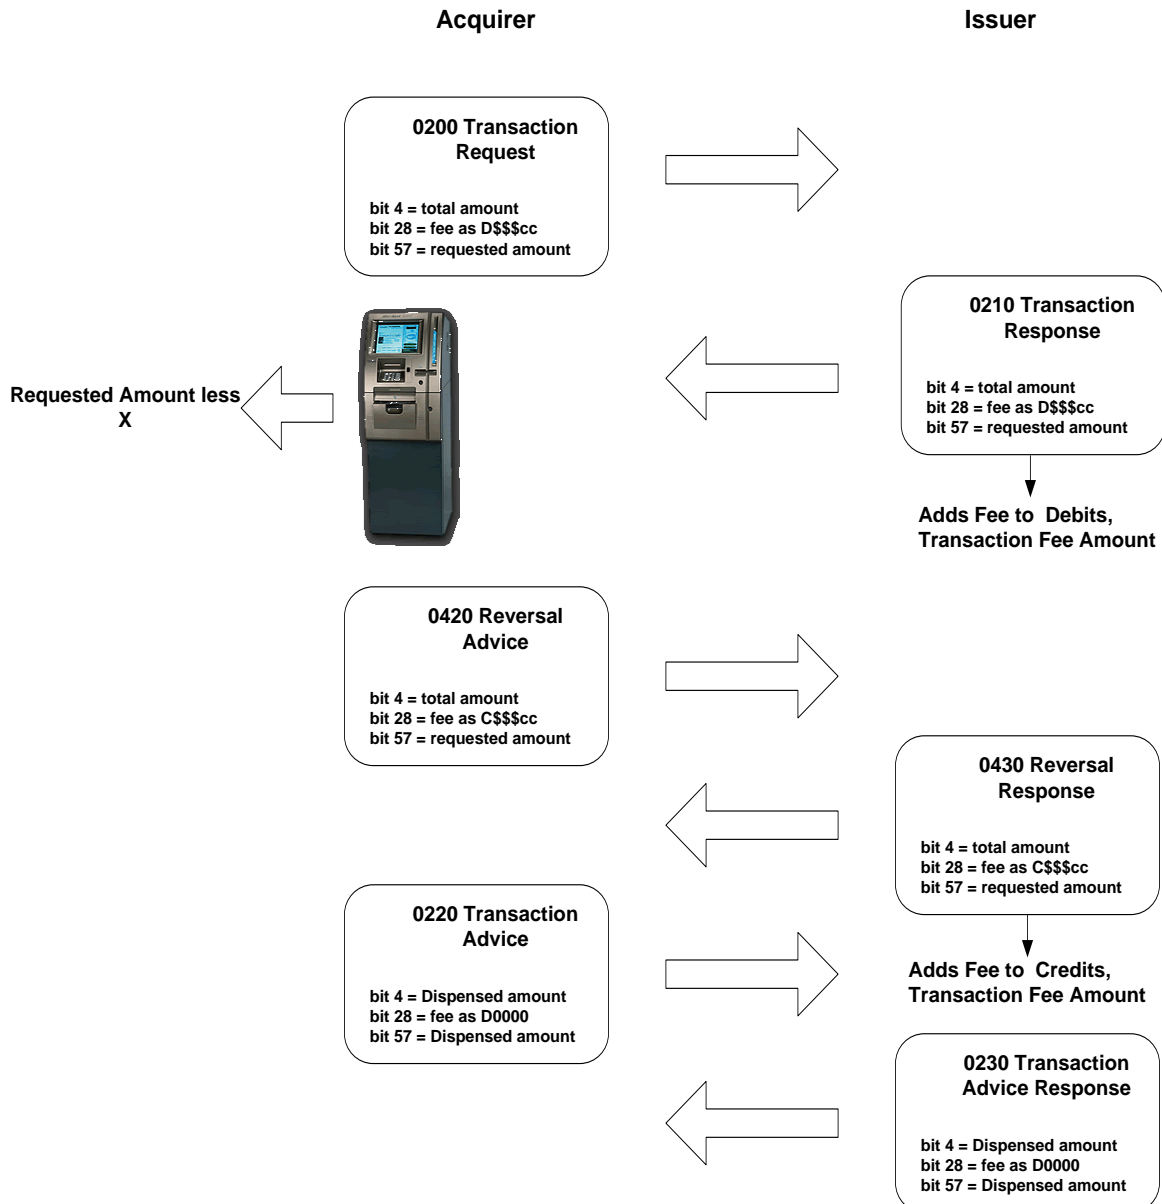 Acquirer
Issuer
0200 Transaction
Request
bit 4 = total amount
bit 28 = fee as D$$$cc
bit 57 = requested amount
0210 Transaction
Response
bit 4 = total amount
bit 28 = fee as D$$$cc
bit 57 = requested amount
Requested Amount less
X
Adds Fee to Debits,
Transaction Fee Amount
0420 Reversal
Advice
bit 4 = total amount
bit 28 = fee as C$$$cc
bit 57 = requested amount
0430 Reversal
Response
bit 4 = total amount
bit 28 = fee as C$$$cc
bit 57 = requested amount
0220 Transaction
Advice
bit 4 = Dispensed amount
bit 28 = fee as D0000
bit 57 = Dispensed amount
Adds Fee to Credits,
Transaction Fee Amount
0230 Transaction
Advice Response
bit 4 = Dispensed amount
bit 28 = fee as D0000
bit 57 = Dispensed amount